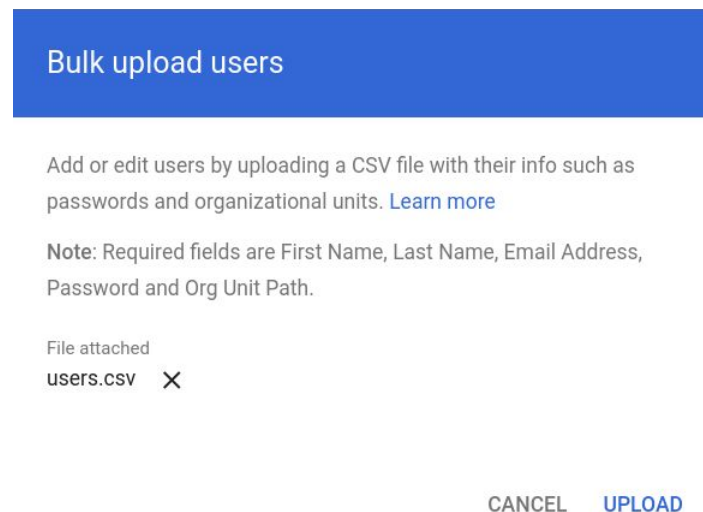 Bulk upload users
Add or edit users by uploading a CSV file with their info such as
passwords and organizational units. Learn more
Note: Required fields are First Name, Last Name, Email Address,
Password and Org Unit Path.
File attached
users.csv
CANCEL UPLOAD